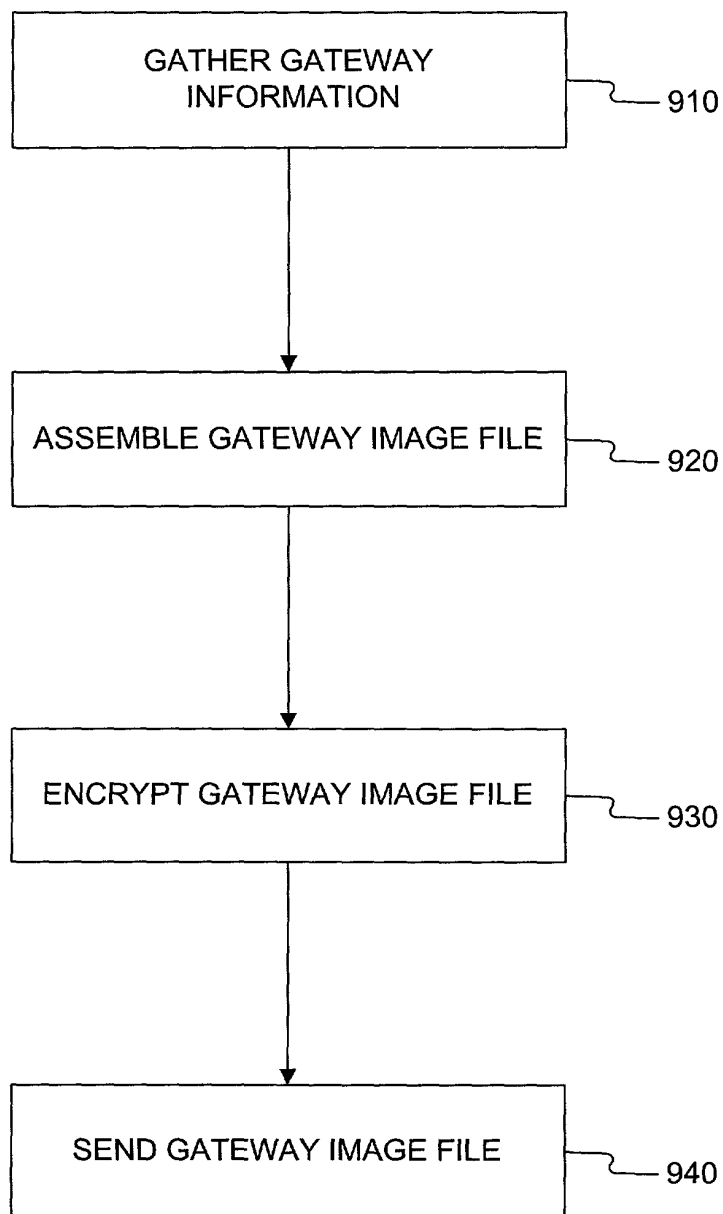 GATHER GATEWAY
INFORMATION
910
ASSEMBLE GATEWAY IMAGE FILE
920
ENCRYPT GATEWAY IMAGE FILE
930
SEND GATEWAY IMAGE FILE
940